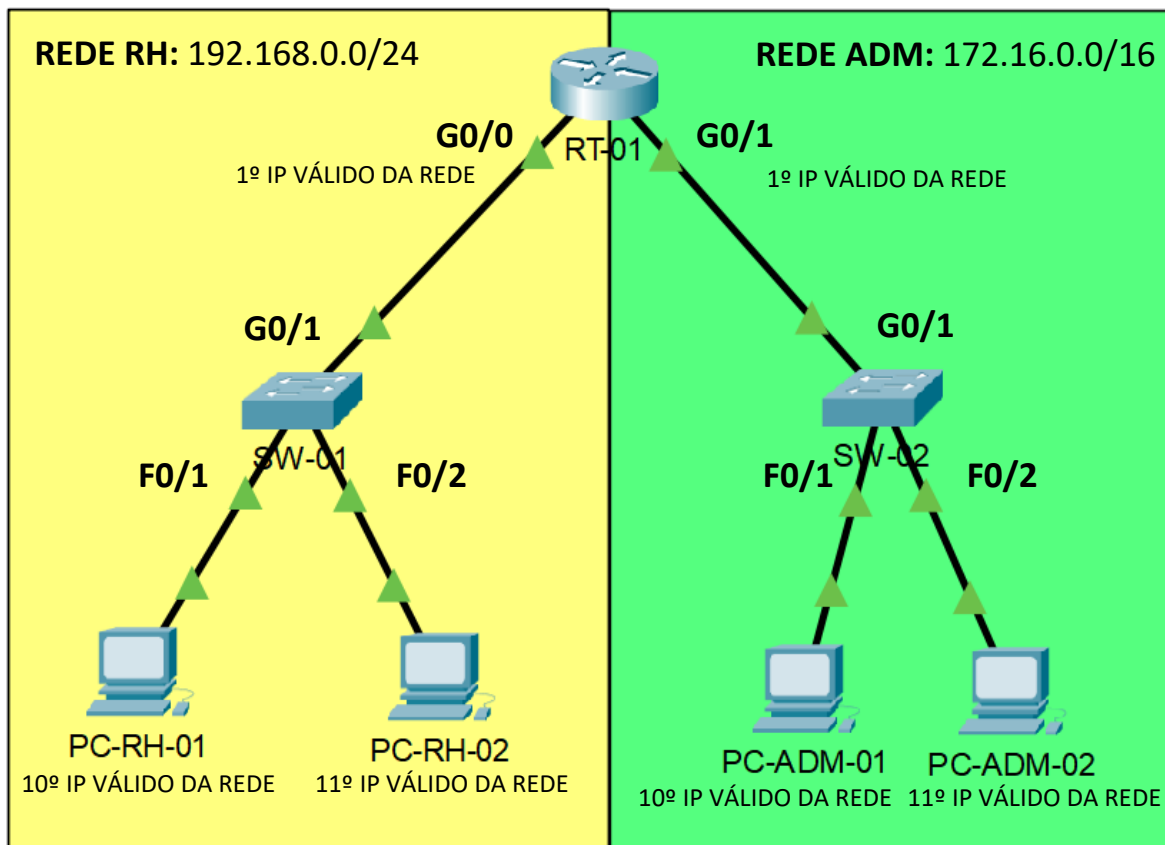 REDE RH: 192.168.0.0/24
REDE ADM: 172.16.0.0/16
G0/0
RT-01
G0/1
1º IP VÁLIDO DA REDE
1º IP VÁLIDO DA REDE
G0/1
G0/1
SW-01
SW-02
F0/1
F0/2
F0/1
F0/2
PC-RH-01
PC-RH-02
PC-ADM-01
PC-ADM-02
10º IP VÁLIDO DA REDE
11º IP VÁLIDO DA REDE
10º IP VÁLIDO DA REDE
11º IP VÁLIDO DA REDE